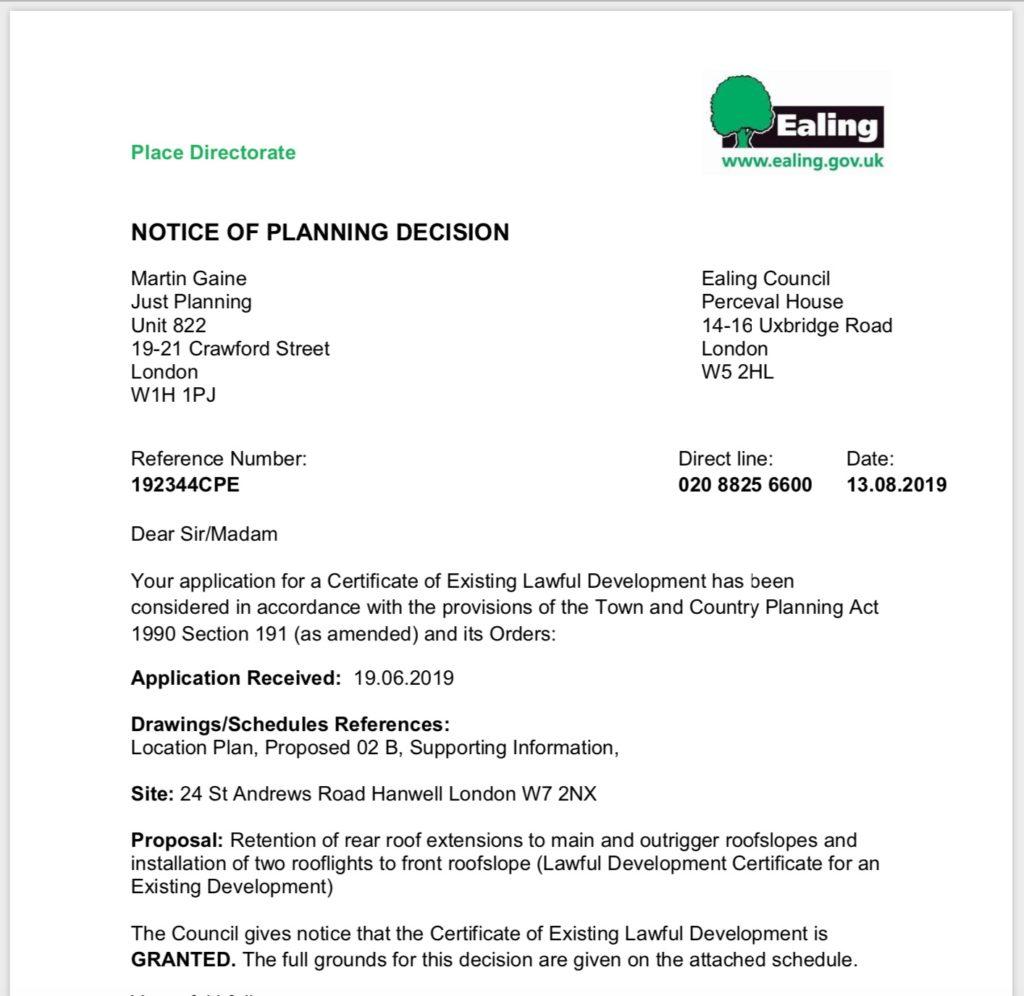 Ealing
www.ealing.gov.uk
Place Directorate
NOTICE OF PLANNING DECISION
Martin Gaine
Just Planning
Unit 822
19-21 Crawford Street
London
W1H 1PJ
Ealing Council
Perceval House
14-16 Uxbridge Road
London
W5 2HL
Reference Number:
192344CPE
Direct line:
020 8825 6600
Date:
13.08.2019
Dear Sir/Madam
Your application for a Certificate of Existing Lawful Development has been
considered in accordance with the provisions of the Town and Country Planning Act
1990 Section 191 (as amended) and its Orders:
Application Received: 19.06.2019
Drawings/Schedules References:
Location Plan, Proposed 02 B, Supporting Information,
Site: 24 St Andrews Road Hanwell London W7 2NX
Proposal: Retention of rear roof extensions to main and outrigger roofslopes and
installation of two rooflights to front roofslope (Lawful Development Certificate for an
Existing Development)
The Council gives notice that the Certificate of Existing Lawful Development is
GRANTED. The full grounds for this decision are given on the attached schedule.